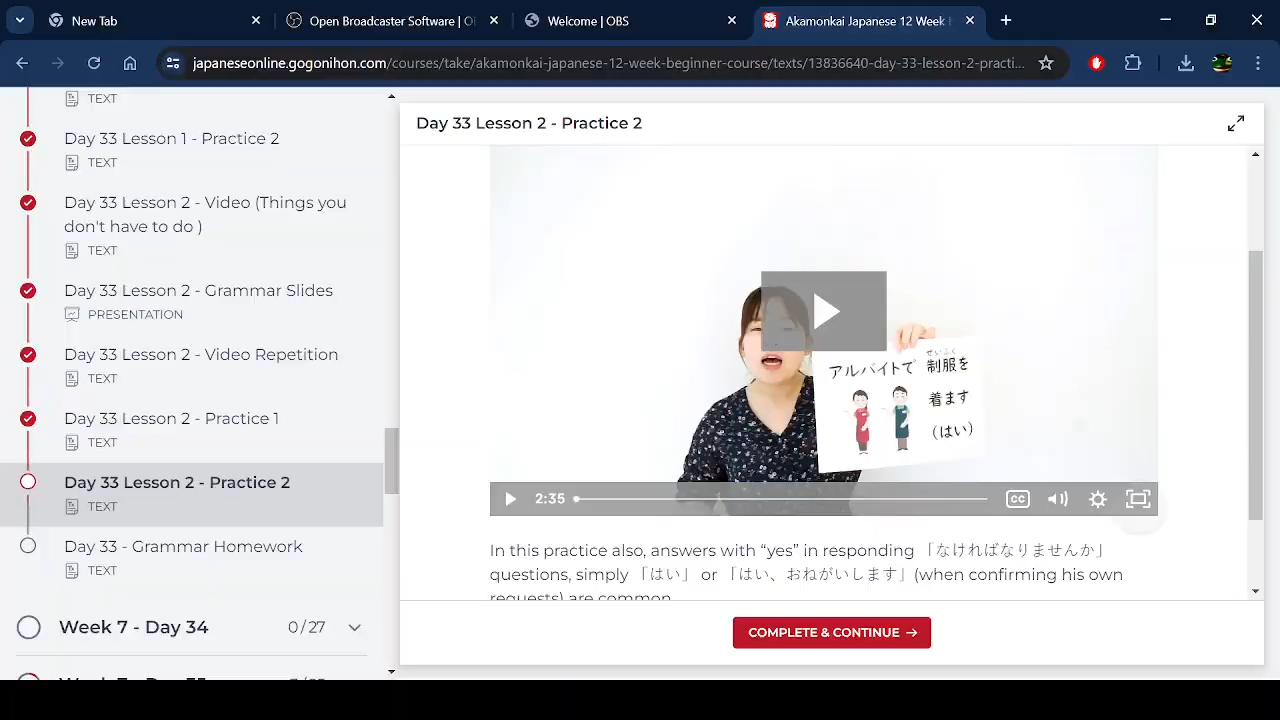 New Tab
Open Broadcaster Software | O
Welcome | OBS
Akamonkai Japanese 12 Week
japaneseonline.gogonihon.com/courses/take/akamonkai-japanese-12-week-beginner-course/texts/13836640-day-33-lesson-2-practi...
TEXT
Day 33 Lesson 1 - Practice 2
TEXT
Day 33 Lesson 2 - Video (Things you
don't have to do )
TEXT
Day 33 Lesson 2 - Grammar Slides
PRESENTATION
Day 33 Lesson 2 - Video Repetition
TEXT
Day 33 Lesson 2 - Practice 1
TEXT
Day 33 Lesson 2 - Practice 2
TEXT
Day 33 - Grammar Homework
TEXT
Week 7 - Day 34
0/27
Day 33 Lesson 2 - Practice 2
せいふく
アルバイトで 制服を
着ます
(はい)
2:35
CC
In this practice also, answers with “yes” in responding 「なければなりませんか」
questions, simply 「はい」 or 「はい、おねがいします」(when confirming his own
requests) are common.
COMPLETE & CONTINUE →